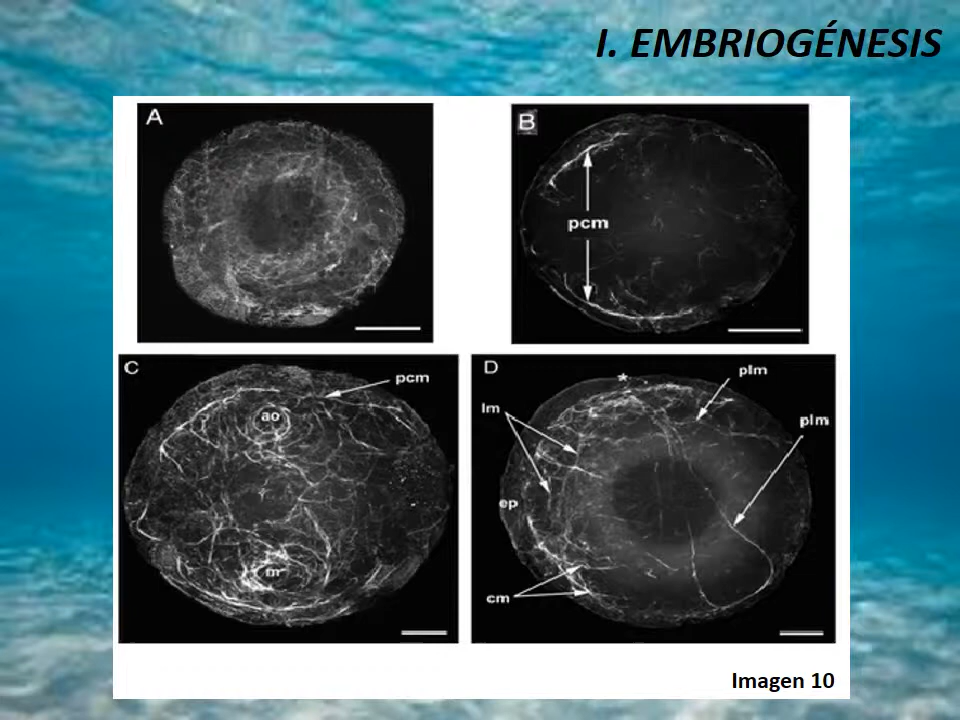 I. EMBRIOGÉNESIS
A
B
pcm
C
pcm
ao
m
D
*
plm
lm
plm
ep
cm
Imagen 10